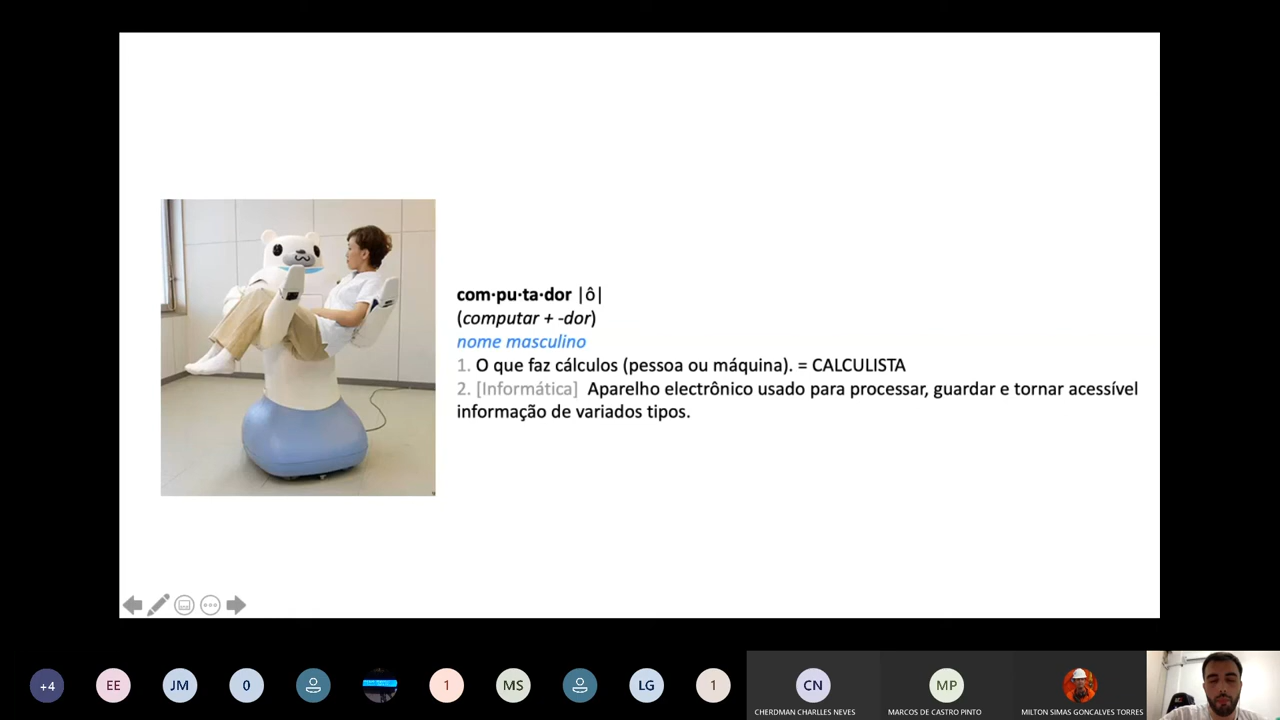 com·pu·ta·dor |ô|
(computar + -dor)
nome masculino
1. O que faz cálculos (pessoa ou máquina). = CALCULISTA
2. [Informática] Aparelho electrônico usado para processar, guardar e tornar acessível
informação de variados tipos.
+4 EE JM 0 1 MS LG 1 CN MP
CHERDMAN CHARLLES NEVES MARCOS DE CASTRO PINTO MILTON SIMAS GONCALVES TORRES